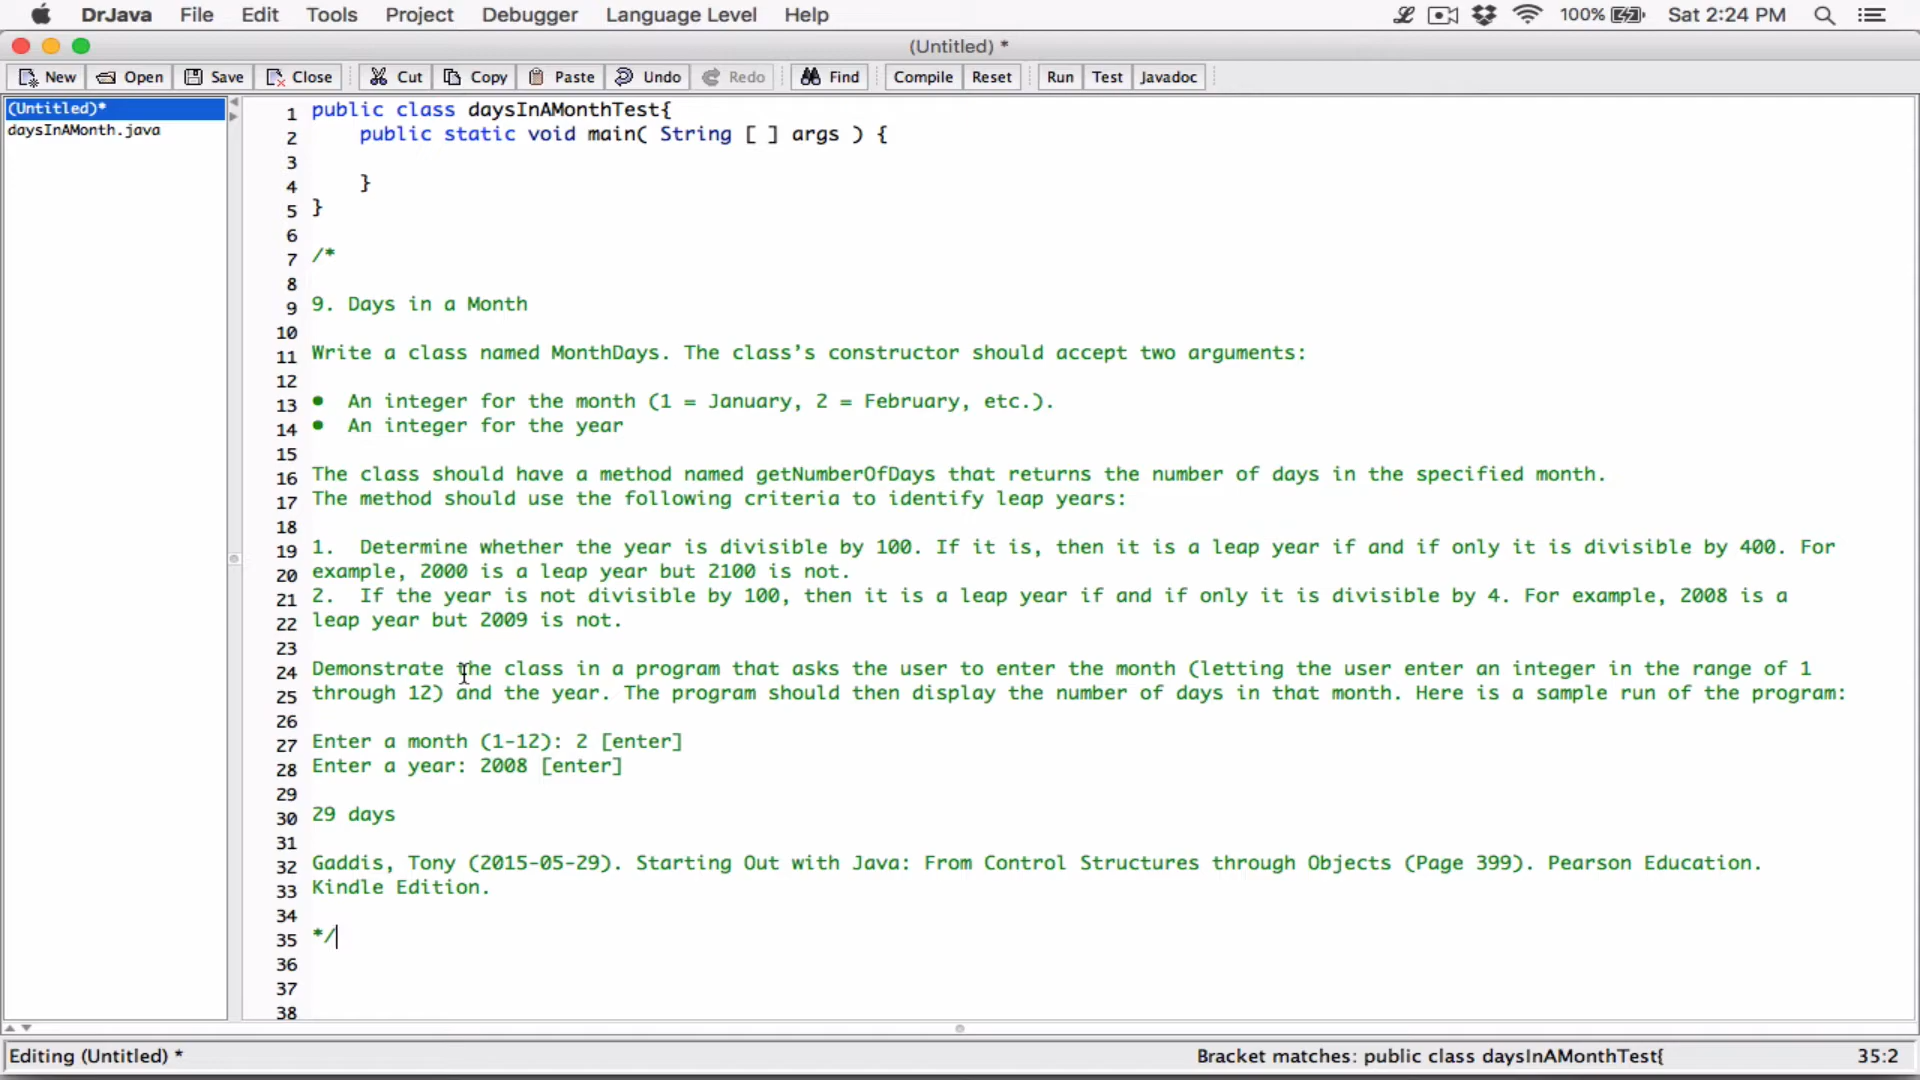 DrJava File Edit Tools Project Debugger Language Level Help 100% Sat 2:24 PM
(Untitled) *
New Open Save Close Cut Copy Paste Undo Redo Find Compile Reset Run Test Javadoc
(Untitled)*
daysInAMonth.java
1 public class daysInAMonthTest{
2 public static void main( String [ ] args ) {
3
4 }
5 }
6
7 /*
8
9 9. Days in a Month
10
11 Write a class named MonthDays. The class’s constructor should accept two arguments:
12
13 • An integer for the month (1 = January, 2 = February, etc.).
14 • An integer for the year
15
16 The class should have a method named getNumberOfDays that returns the number of days in the specified month.
17 The method should use the following criteria to identify leap years:
18
19 1. Determine whether the year is divisible by 100. If it is, then it is a leap year if and if only it is divisible by 400. For
20 example, 2000 is a leap year but 2100 is not.
21 2. If the year is not divisible by 100, then it is a leap year if and if only it is divisible by 4. For example, 2008 is a
22 leap year but 2009 is not.
23
24 Demonstrate the class in a program that asks the user to enter the month (letting the user enter an integer in the range of 1
25 through 12) and the year. The program should then display the number of days in that month. Here is a sample run of the program:
26
27 Enter a month (1-12): 2 [enter]
28 Enter a year: 2008 [enter]
29
30 29 days
31
32 Gaddis, Tony (2015-05-29). Starting Out with Java: From Control Structures through Objects (Page 399). Pearson Education.
33 Kindle Edition.
34
35 */
36
37
38
Editing (Untitled) * Bracket matches: public class daysInAMonthTest{ 35:2